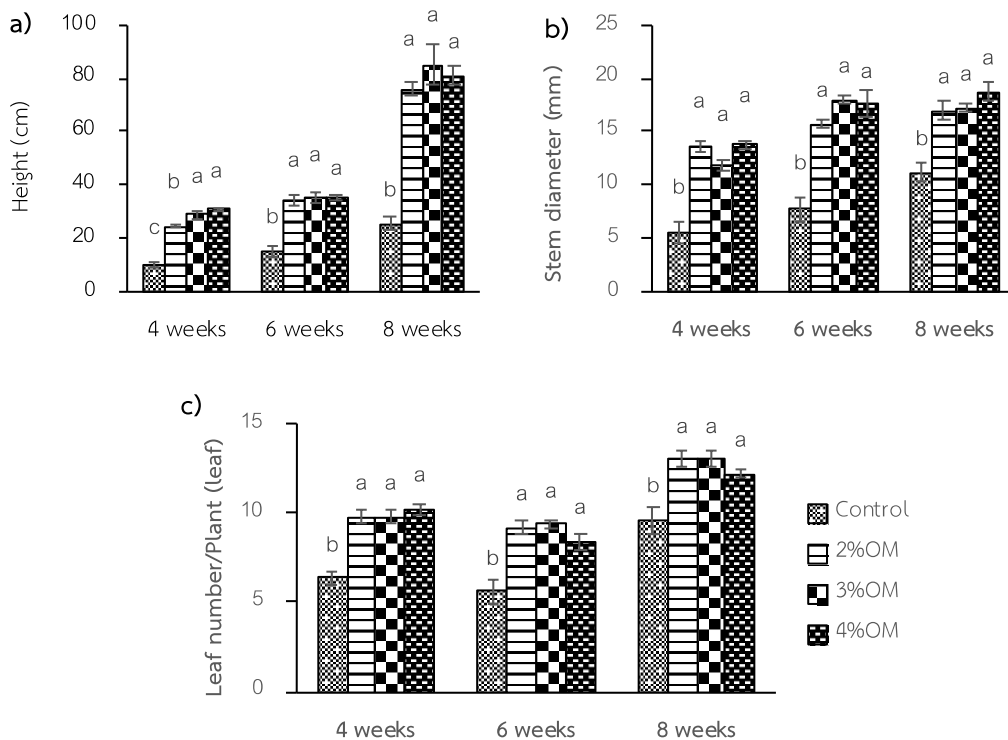 a)
Height (cm)
100
80
60
40
20
0
c b a a
b a a a
b a a a
4 weeks 6 weeks 8 weeks
b)
Stem diameter (mm)
25
20
15
10
5
0
b a a a
b a a a
b a a a
4 weeks 6 weeks 8 weeks
c)
Leaf number/Plant (leaf)
15
10
5
0
b a a a
b a a a
b a a a
4 weeks 6 weeks 8 weeks
Control
2%OM
3%OM
4%OM